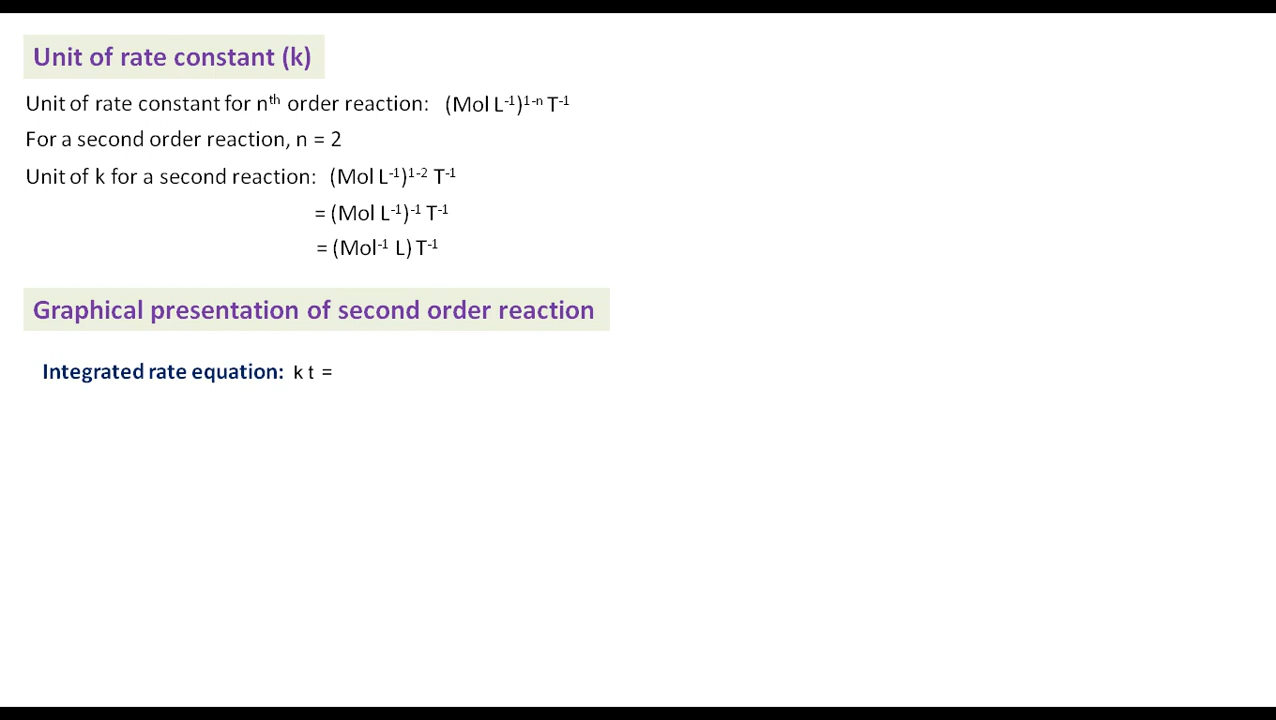 Unit of rate constant (k)
Unit of rate constant for nᵗʰ order reaction: (Mol L⁻¹)¹⁻ⁿ T⁻¹
For a second order reaction, n = 2
Unit of k for a second reaction: (Mol L⁻¹)¹⁻² T⁻¹
= (Mol L⁻¹)⁻¹ T⁻¹
= (Mol⁻¹ L) T⁻¹
Graphical presentation of second order reaction
Integrated rate equation: k t =